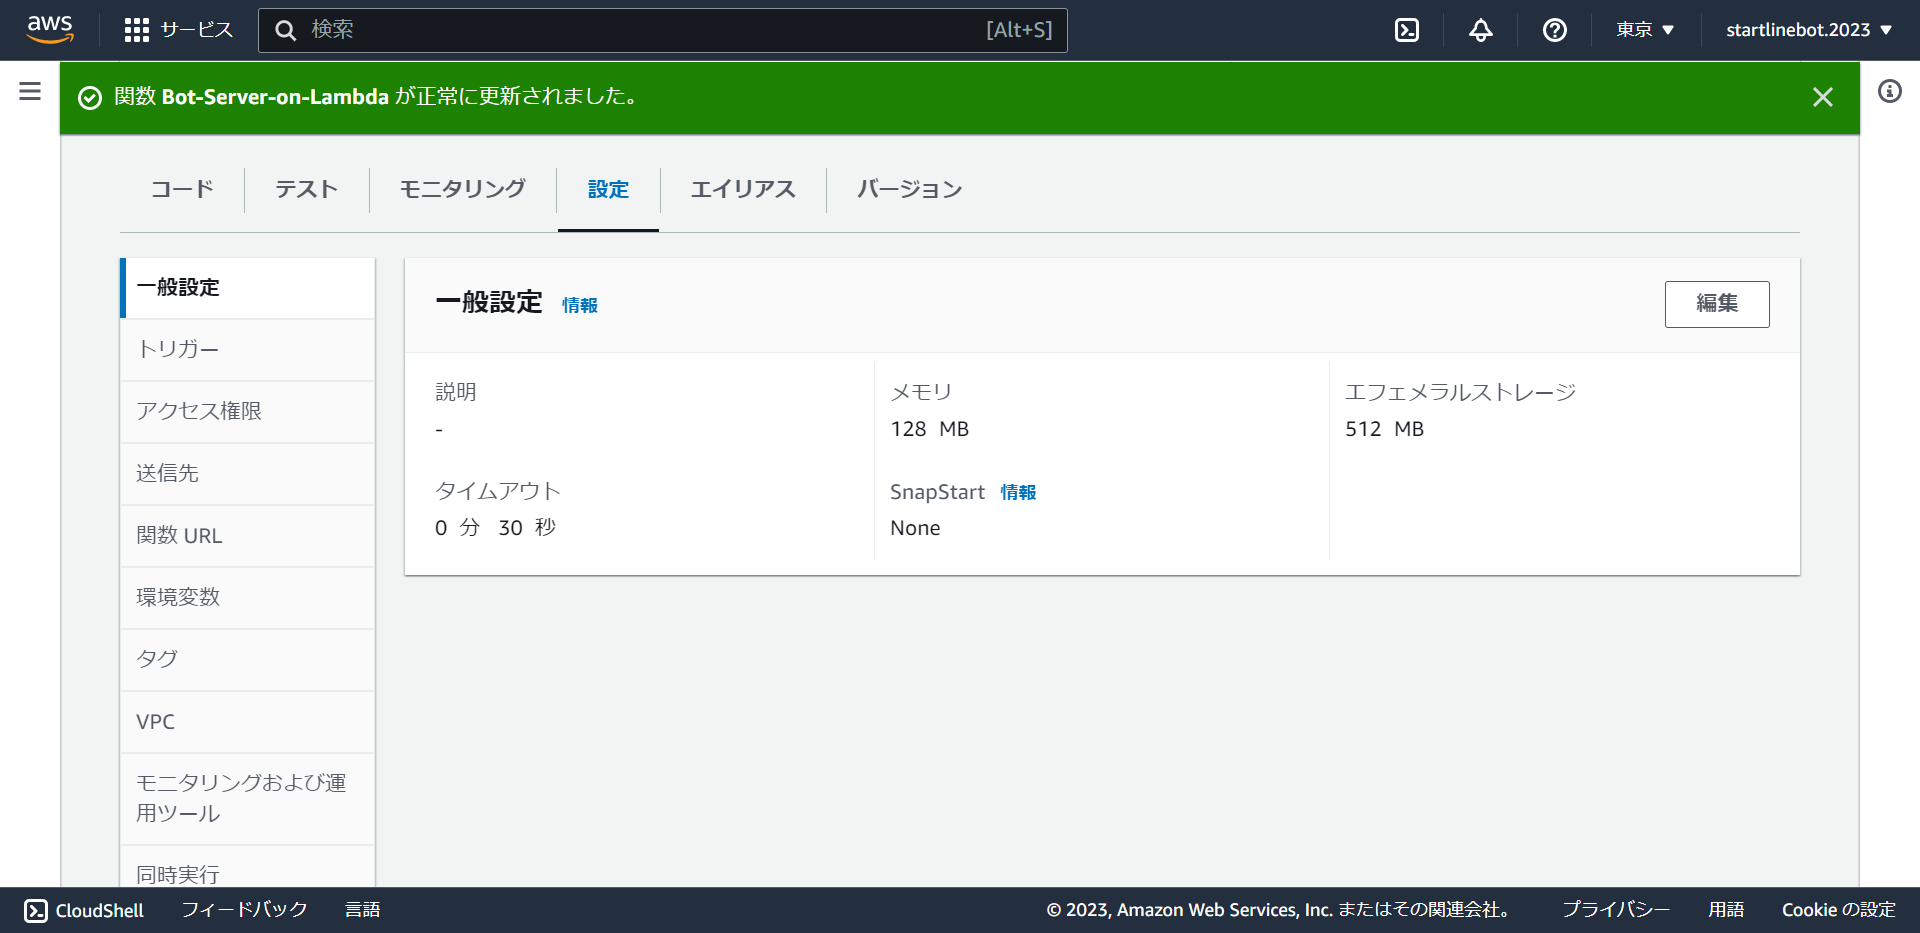 aws サービス 検索 [Alt+S] 東京 startlinebot.2023
関数 Bot-Server-on-Lambda が正常に更新されました。
コード テスト モニタリング 設定 エイリアス バージョン
一般設定
トリガー
アクセス権限
送信先
関数 URL
環境変数
タグ
VPC
モニタリングおよび運
用ツール
同時実行
一般設定 情報 編集
説明
-
メモリ
128 MB
エフェメラルストレージ
512 MB
タイムアウト
0 分 30 秒
SnapStart 情報
None
CloudShell フィードバック 言語 © 2023, Amazon Web Services, Inc. またはその関連会社。 プライバシー 用語 Cookie の設定